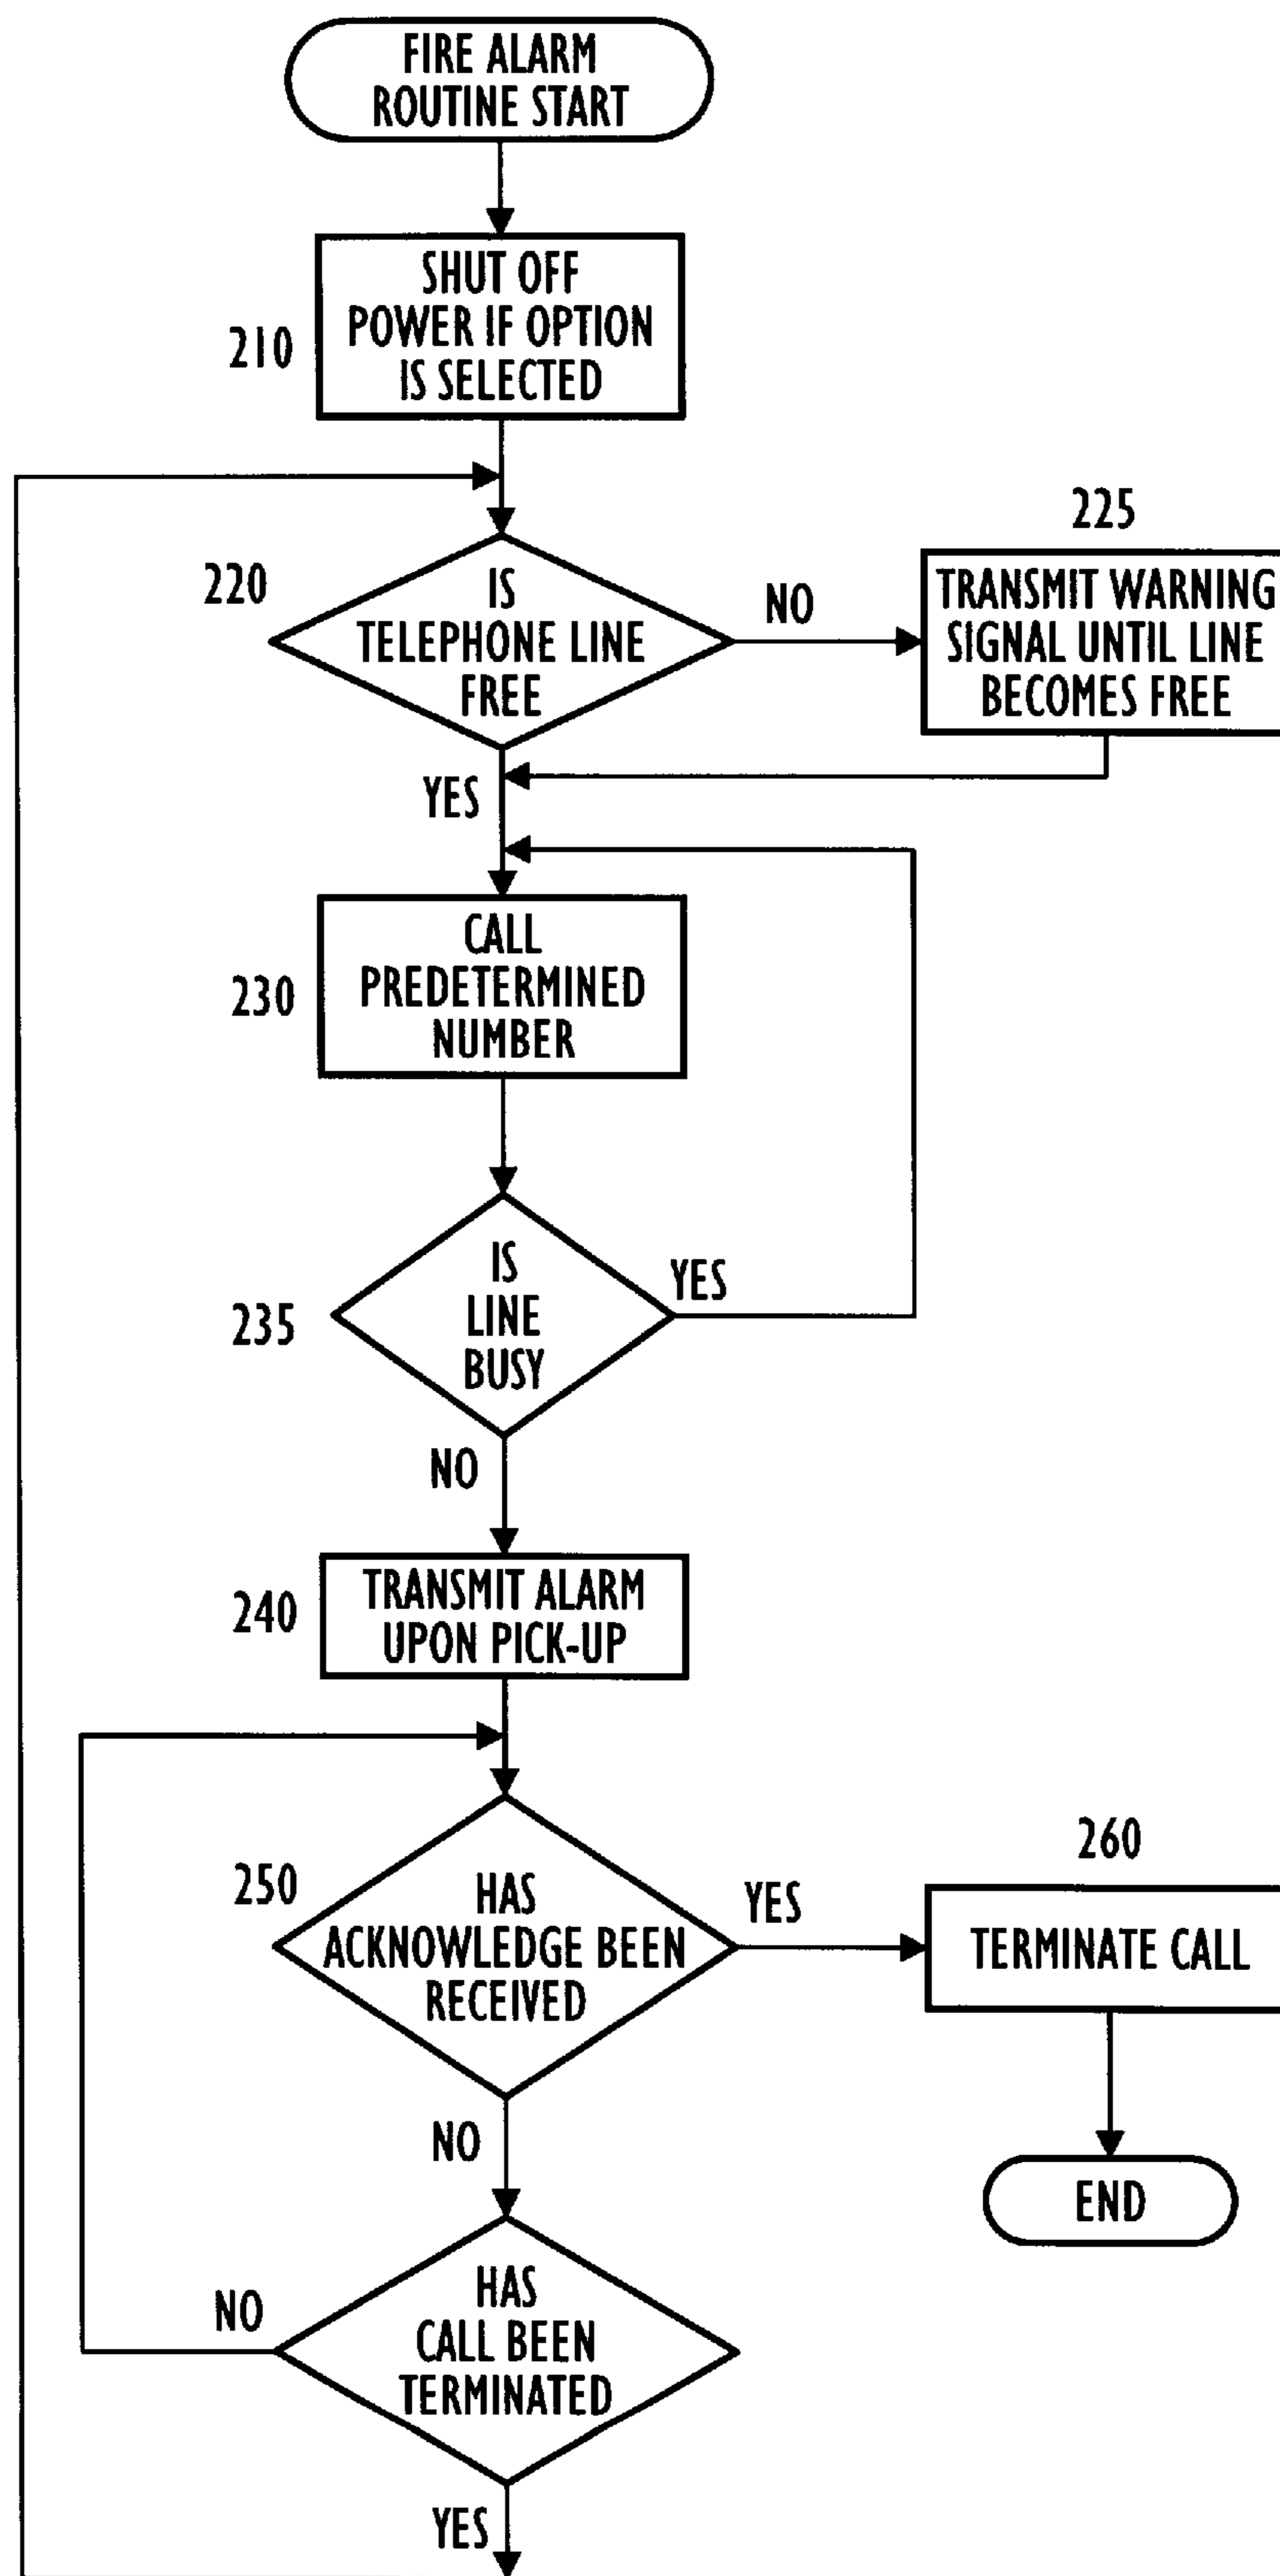 FIRE ALARM
ROUTINE START
SHUT OFF
POWER IF OPTION
IS SELECTED
210
225
220
IS
TELEPHONE LINE
FREE
NO
TRANSMIT WARNING
SIGNAL UNTIL LINE
BECOMES FREE
YES
CALL
PREDETERMINED
NUMBER
230
IS
LINE
BUSY
YES
235
NO
TRANSMIT ALARM
UPON PICK-UP
240
260
250
HAS
ACKNOWLEDGE BEEN
RECEIVED
YES
TERMINATE CALL
NO
END
HAS
CALL BEEN
TERMINATED
NO
YES